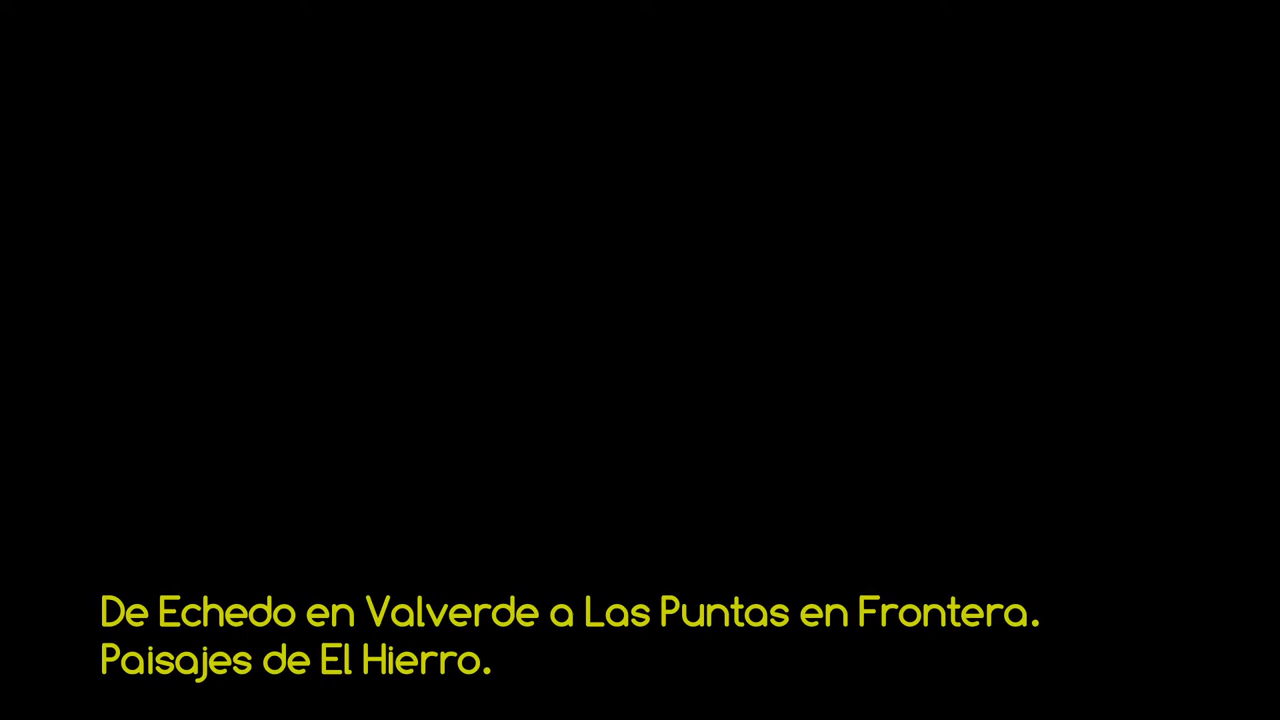 De Echedo en Valverde a Las Puntas en Frontera.
Paisajes de El Hierro.